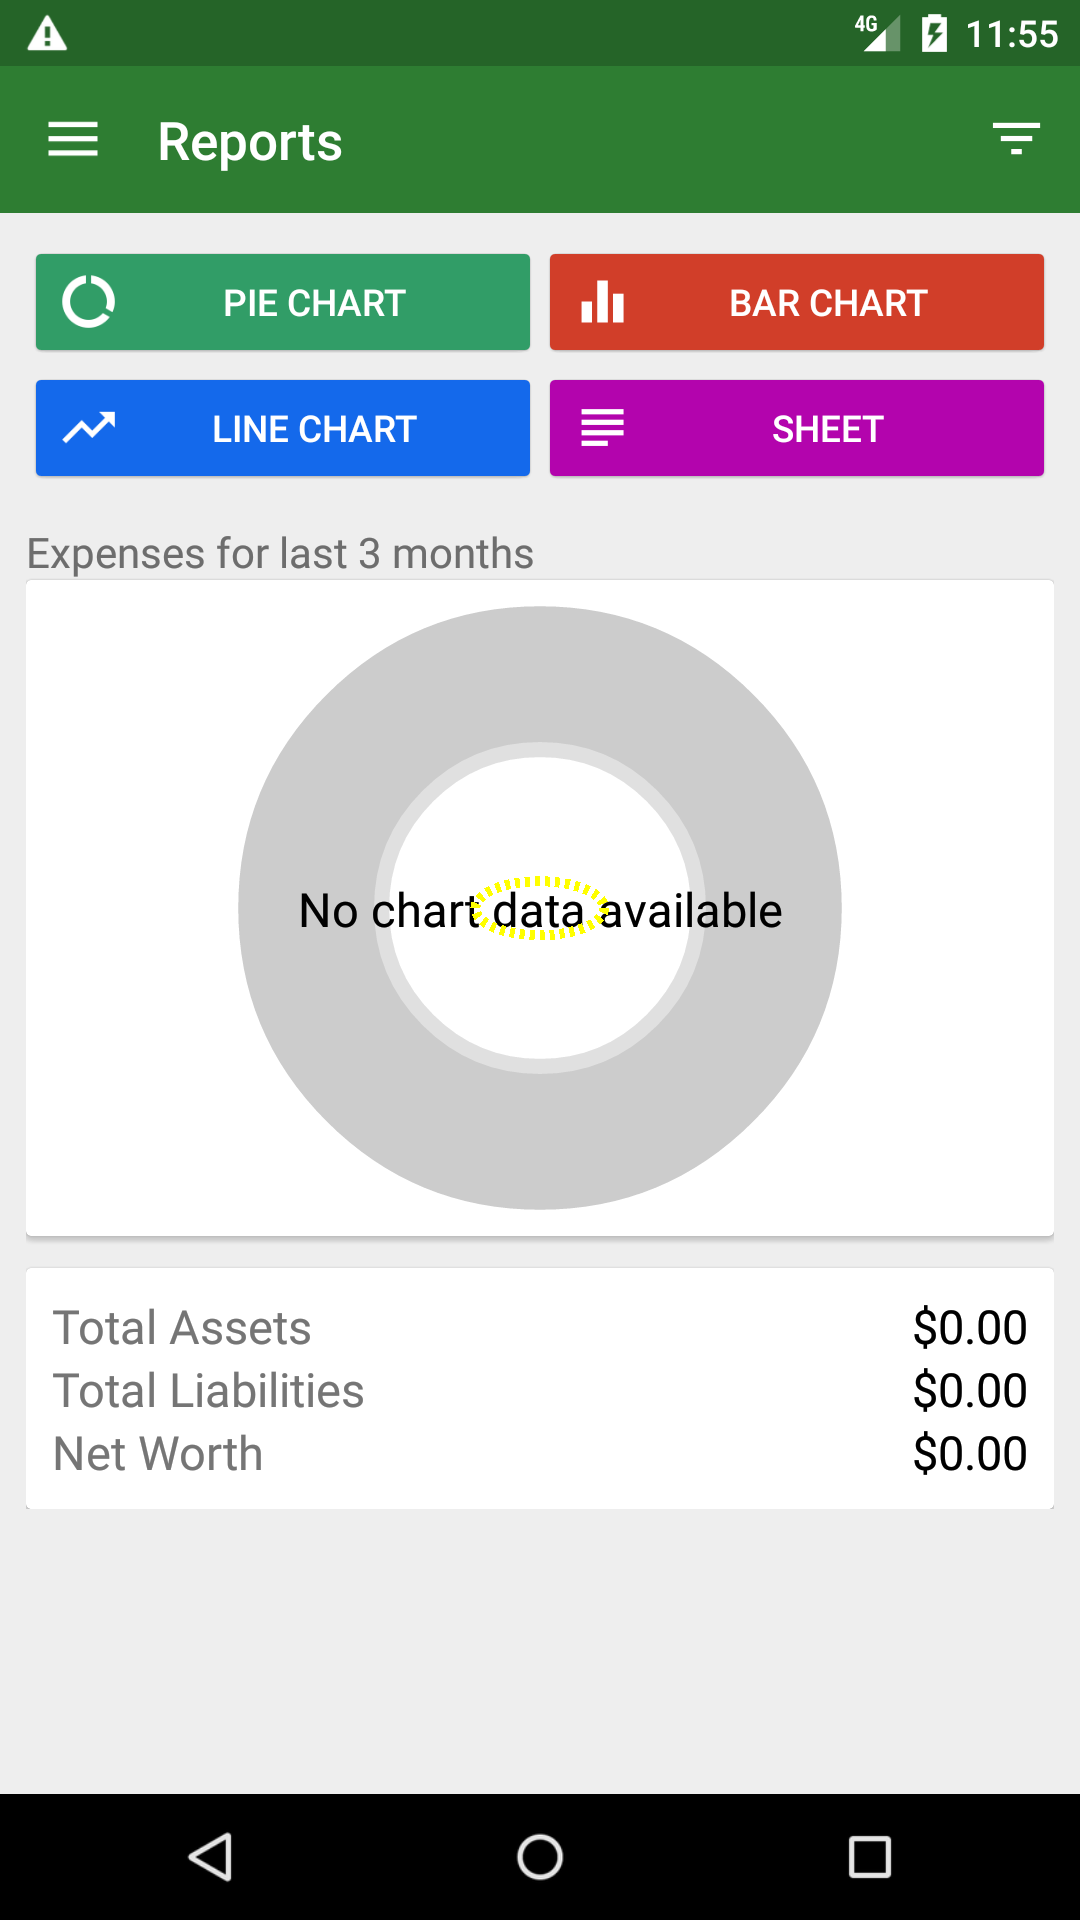 4G 11:55
Reports
PIE CHART
BAR CHART
LINE CHART
SHEET
Expenses for last 3 months
No chart data available
Total Assets $0.00
Total Liabilities $0.00
Net Worth $0.00